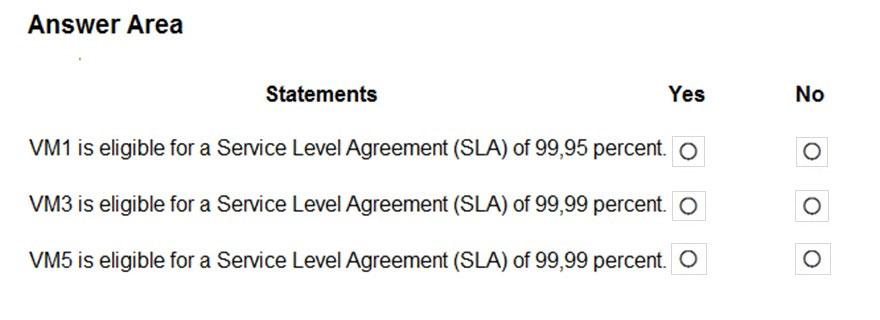 Answer Area
Statements Yes No
VM1 is eligible for a Service Level Agreement (SLA) of 99,95 percent.
VM3 is eligible for a Service Level Agreement (SLA) of 99,99 percent.
VM5 is eligible for a Service Level Agreement (SLA) of 99,99 percent.